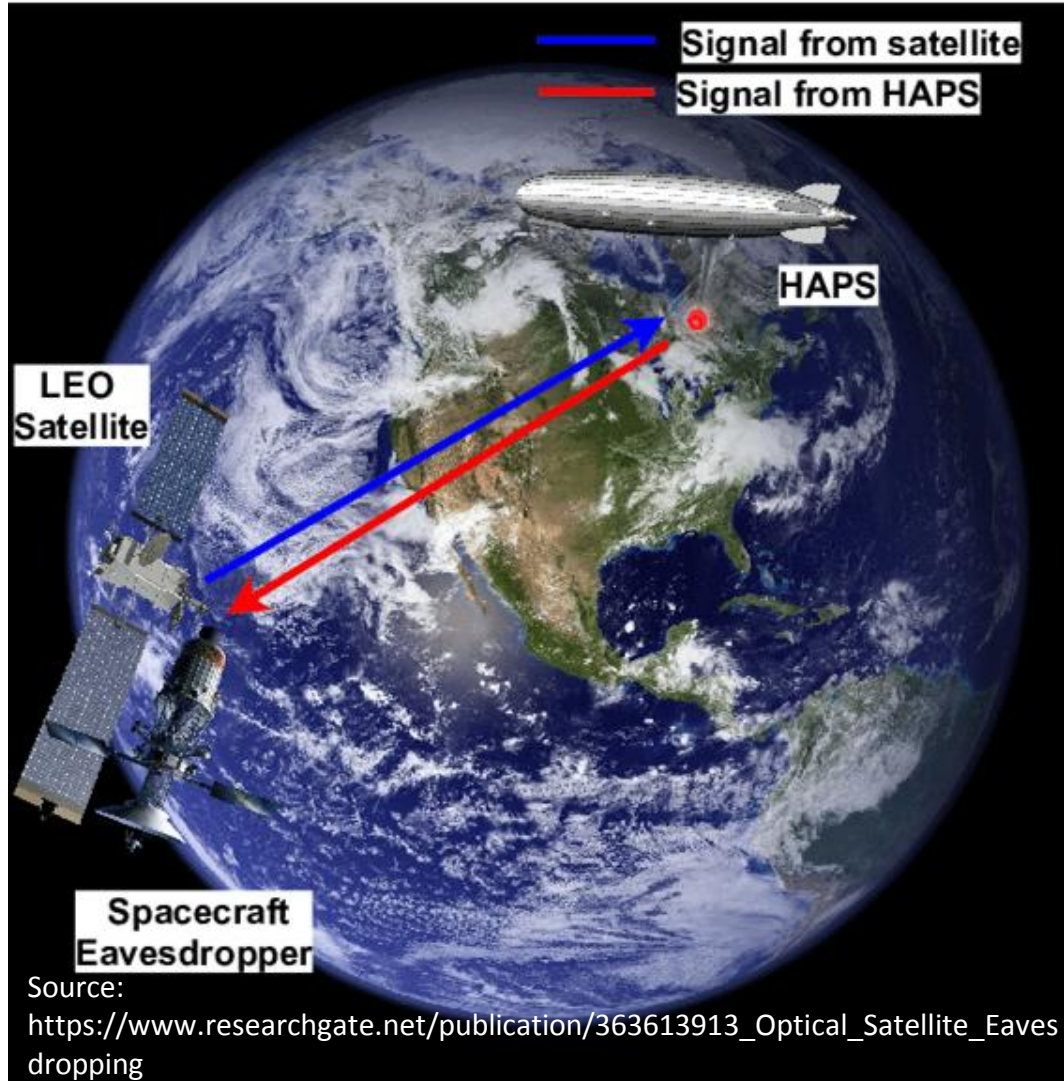 Signal from satellite
Signal from HAPS
HAPS
LEO
Satellite
Spacecraft
Eavesdropper
Source:
https://www.researchgate.net/publication/363613913_Optical_Satellite_Eaves
dropping